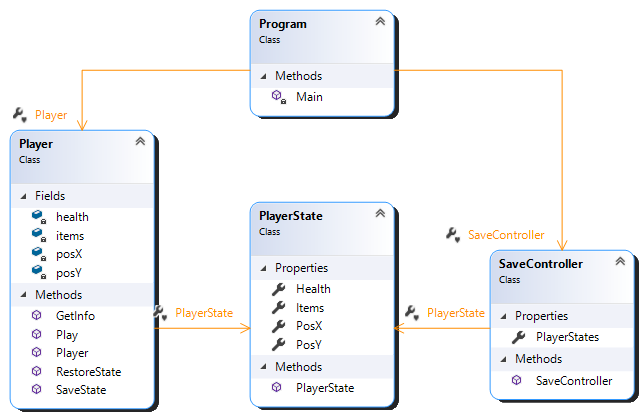 Program
Class
Methods
Main
Player
SaveController
Player
Class
Fields
health
items
posX
posY
Methods
GetInfo
Play
Player
RestoreState
SaveState
PlayerState
PlayerState
Class
Properties
Health
Items
PosX
PosY
Methods
PlayerState
PlayerState
SaveController
Class
Properties
PlayerStates
Methods
SaveController